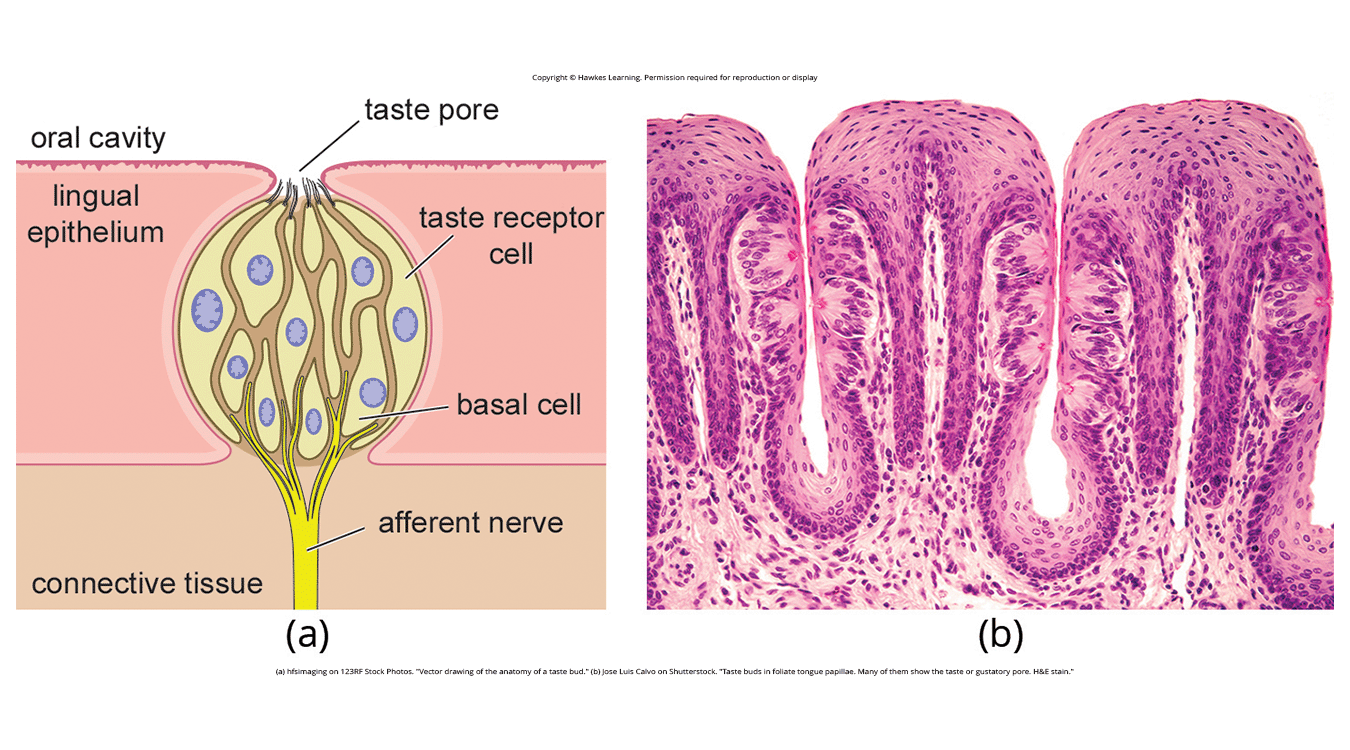 Copyright © Hawkes Learning. Permission required for reproduction or display
taste pore
oral cavity
lingual
epithelium
taste receptor
cell
basal cell
afferent nerve
connective tissue
(a)
(b)
(a) hfsimaging on 123RF Stock Photos. "Vector drawing of the anatomy of a taste bud." (b) Jose Luis Calvo on Shutterstock. "Taste buds in foliate tongue papillae. Many of them show the taste or gustatory pore. H&E stain."